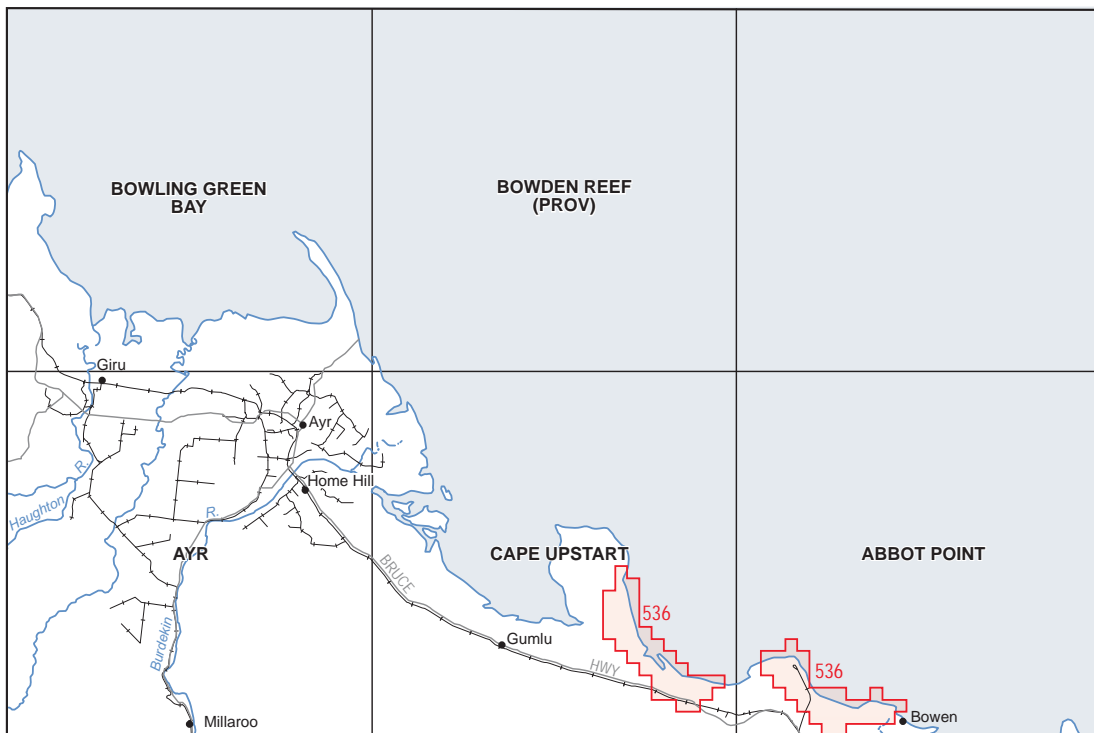 BOWLING GREEN
BAY
BOWDEN REEF
(PROV)
Giru
Ayr
R.
Home Hill
Haughton
R.
AYR
CAPE UPSTART
ABBOT POINT
BRUCE
536
Gumlu
Burdekin
HWY
536
Millaroo
Bowen